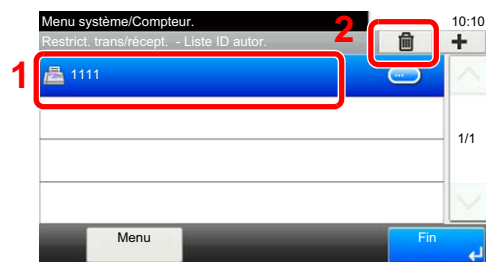 Menu système/Compteur.
10:10
Restrict. trans/récept. - Liste ID autor.
2
1
1111
1/1
Menu
Fin